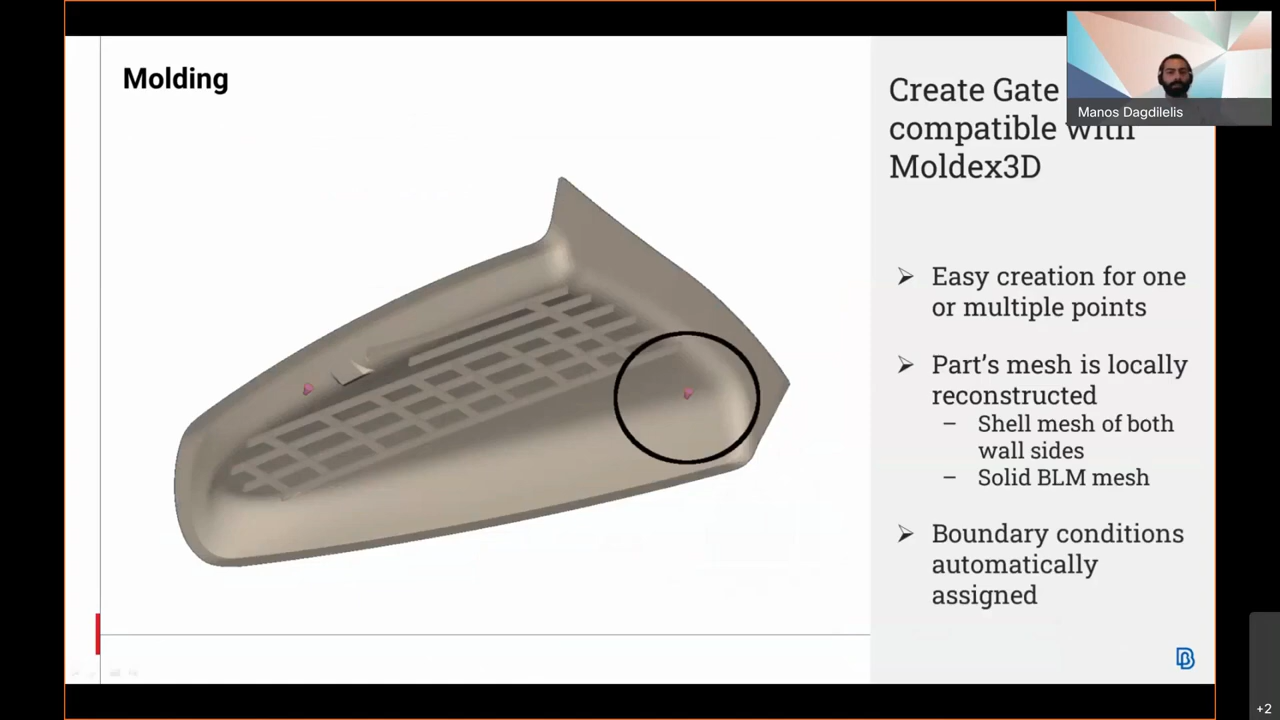 Molding
Create Gate
compatible with
Moldex3D
Manos Dagdilelis
Easy creation for one
or multiple points
Part's mesh is locally
reconstructed
– Shell mesh of both
wall sides
– Solid BLM mesh
Boundary conditions
automatically
assigned
+2